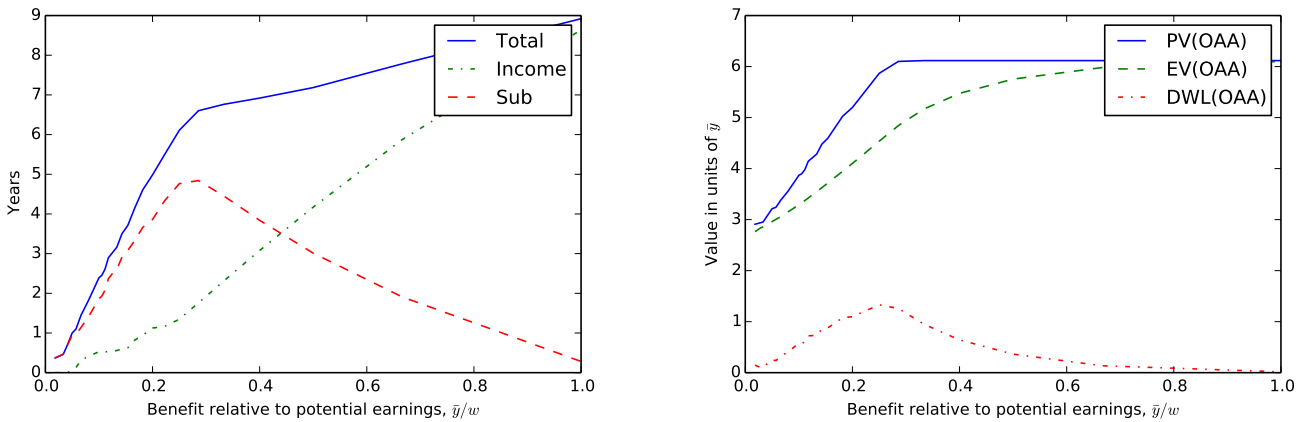 9
8
7
6
5
4
3
2
1
0
Years
0.0 0.2 0.4 0.6 0.8 1.0
Benefit relative to potential earnings, ȳ/w
Total
Income
Sub
7
6
5
4
3
2
1
0
Value in units of ȳ
0.0 0.2 0.4 0.6 0.8 1.0
Benefit relative to potential earnings, ȳ/w
PV(OAA)
EV(OAA)
DWL(OAA)